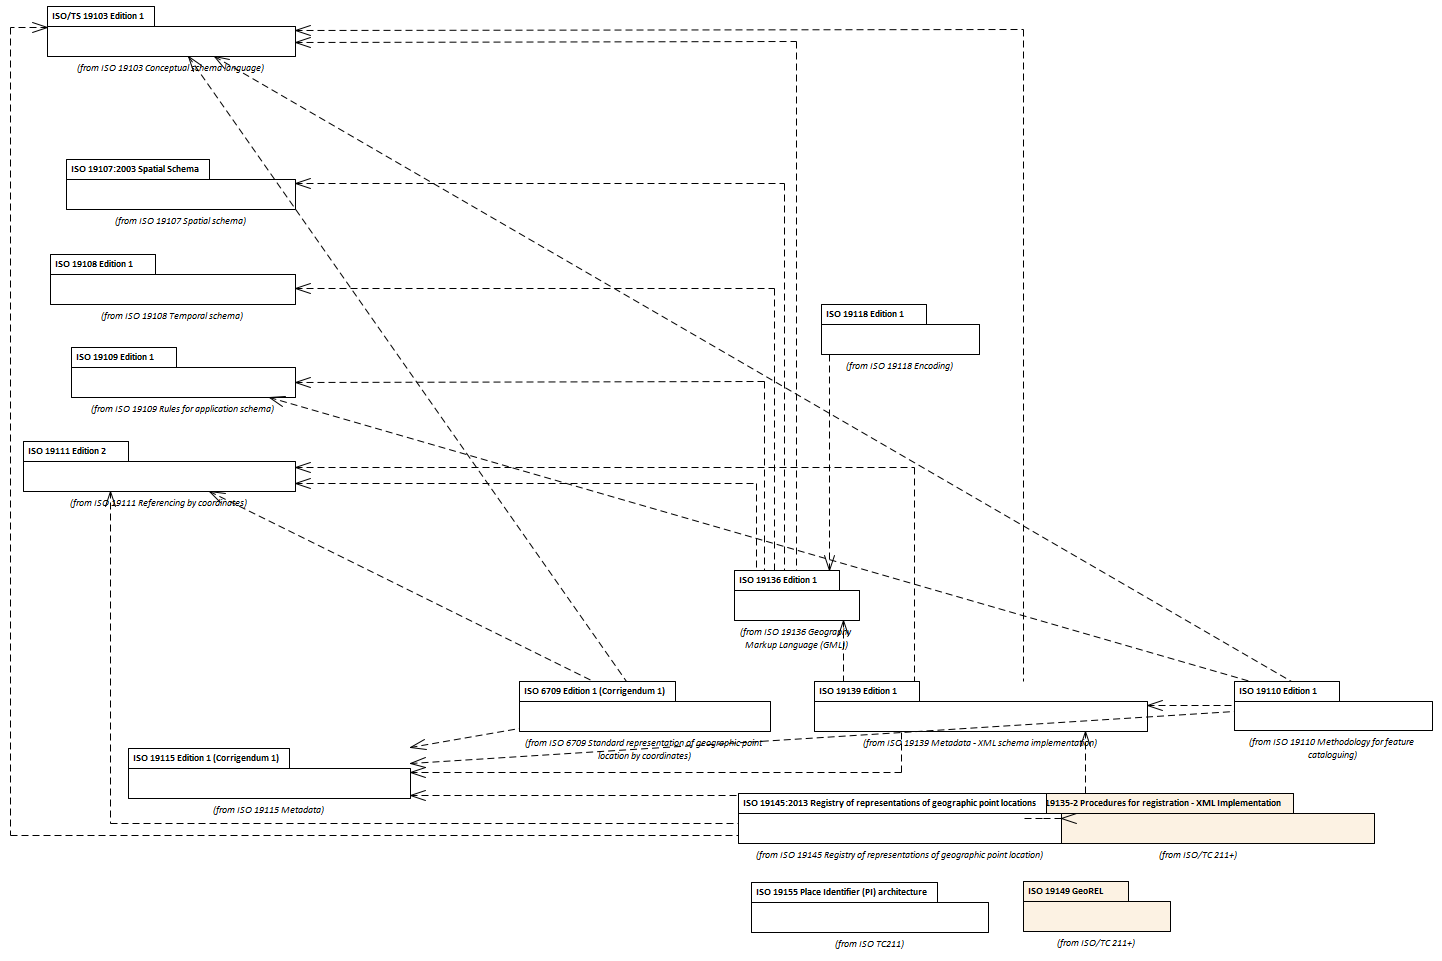 ISO/TS 19103 Edition 1
(from ISO 19103 Conceptual schema language)
ISO 19107:2003 Spatial Schema
(from ISO 19107 Spatial schema)
ISO 19108 Edition 1
(from ISO 19108 Temporal schema)
ISO 19118 Edition 1
(from ISO 19118 Encoding)
ISO 19109 Edition 1
(from ISO 19109 Rules for application schema)
ISO 19111 Edition 2
(from ISO 19111 Referencing by coordinates)
ISO 19136 Edition 1
(from ISO 19136 Geography
Markup Language (GML))
ISO 6709 Edition 1 (Corrigendum 1)
(from ISO 6709 Standard representation of geographic point
location by coordinates)
ISO 19139 Edition 1
(from ISO 19139 Metadata - XML schema implementation)
ISO 19110 Edition 1
(from ISO 19110 Methodology for feature
cataloguing)
ISO 19115 Edition 1 (Corrigendum 1)
(from ISO 19115 Metadata)
ISO 19145:2013 Registry of representations of geographic point locations
(from ISO 19145 Registry of representations of geographic point location)
19135-2 Procedures for registration - XML Implementation
(from ISO/TC 211+)
ISO 19155 Place Identifier (PI) architecture
(from ISO TC211)
ISO 19149 GeoREL
(from ISO/TC 211+)